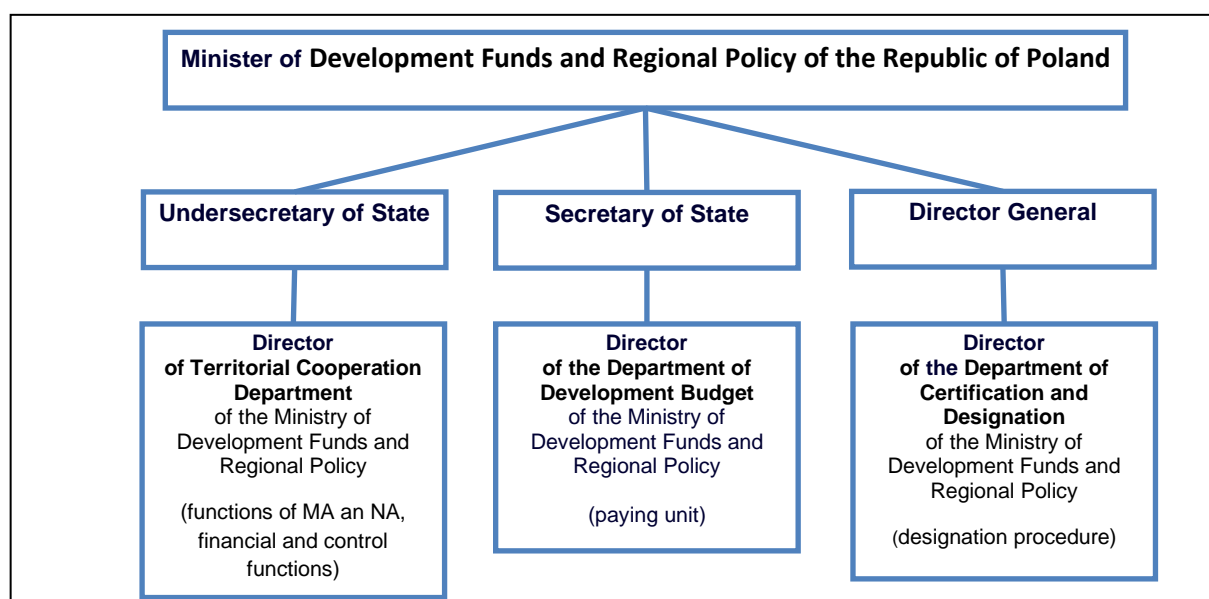 Minister of Development Funds and Regional Policy of the Republic of Poland
Undersecretary of State
Secretary of State
Director General
Director
of Territorial Cooperation
Department
of the Ministry of
Development Funds and
Regional Policy
(functions of MA an NA,
financial and control
functions)
Director
of the Department of
Development Budget
of the Ministry of
Development Funds and
Regional Policy
(paying unit)
Director
of the Department of
Certification and
Designation
of the Ministry of
Development Funds and
Regional Policy
(designation procedure)